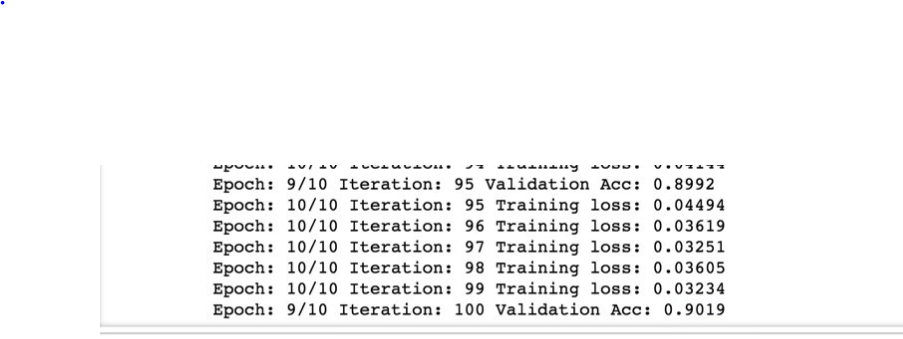 Epoch: 9/10 Iteration: 95 Validation Acc: 0.8992
Epoch: 10/10 Iteration: 95 Training loss: 0.04494
Epoch: 10/10 Iteration: 96 Training loss: 0.03619
Epoch: 10/10 Iteration: 97 Training loss: 0.03251
Epoch: 10/10 Iteration: 98 Training loss: 0.03605
Epoch: 10/10 Iteration: 99 Training loss: 0.03234
Epoch: 9/10 Iteration: 100 Validation Acc: 0.9019